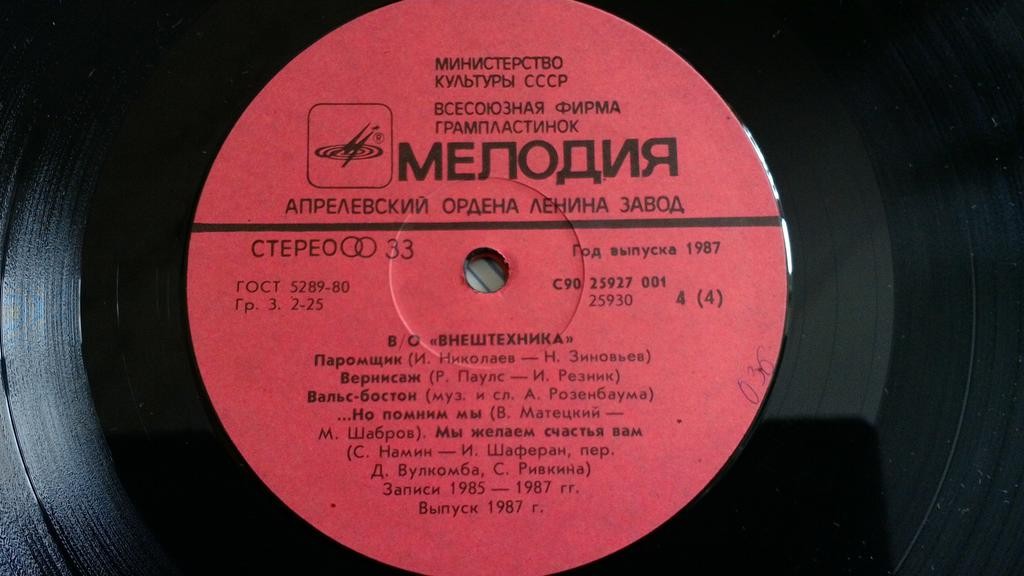 МИНИСТЕРСТВО
КУЛЬТУРЫ СССР
ВСЕСОЮЗНАЯ ФИРМА
ГРАМПЛАСТИНОК
МЕЛОДИЯ
АПРЕЛЕВСКИЙ ОРДЕНА ЛЕНИНА ЗАВОД
СТЕРЕО 33
Год выпуска 1987
ГОСТ 5289-80
Гр. 3. 2-25
С90 25927 001
25930 4 (4)
В/О «ВНЕШТЕХНИКА»
Паромщик (И. Николаев — Н. Зиновьев)
Вернисаж (Р. Паулс — И. Резник)
Вальс-бостон (муз. и сл. А. Розенбаума)
...Но помним мы (В. Матецкий —
М. Шабров). Мы желаем счастья вам
(С. Намин — И. Шаферан, пер.
Д. Вулкомба, С. Ривкина)
Записи 1985 — 1987 гг.
Выпуск 1987 г.